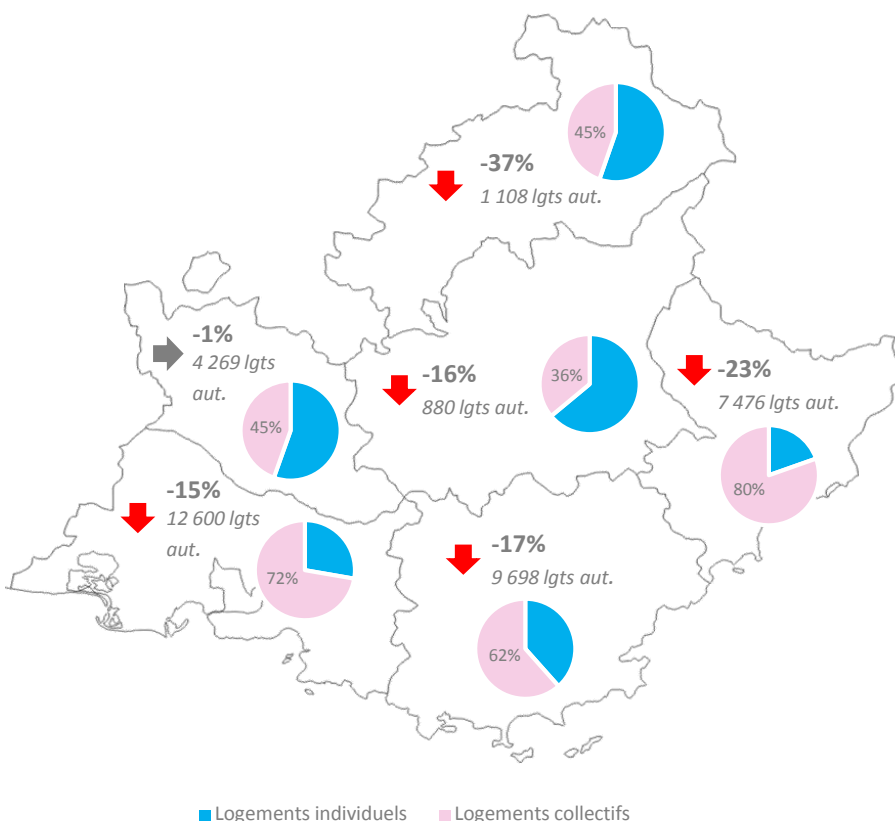 45%
-37%
1 108 lgts aut.
-1%
4 269 lgts
aut.
45%
-16%
880 lgts aut.
36%
-23%
7 476 lgts aut.
80%
-15%
12 600 lgts
aut.
72%
-17%
9 698 lgts aut.
62%
Logements individuels Logements collectifs